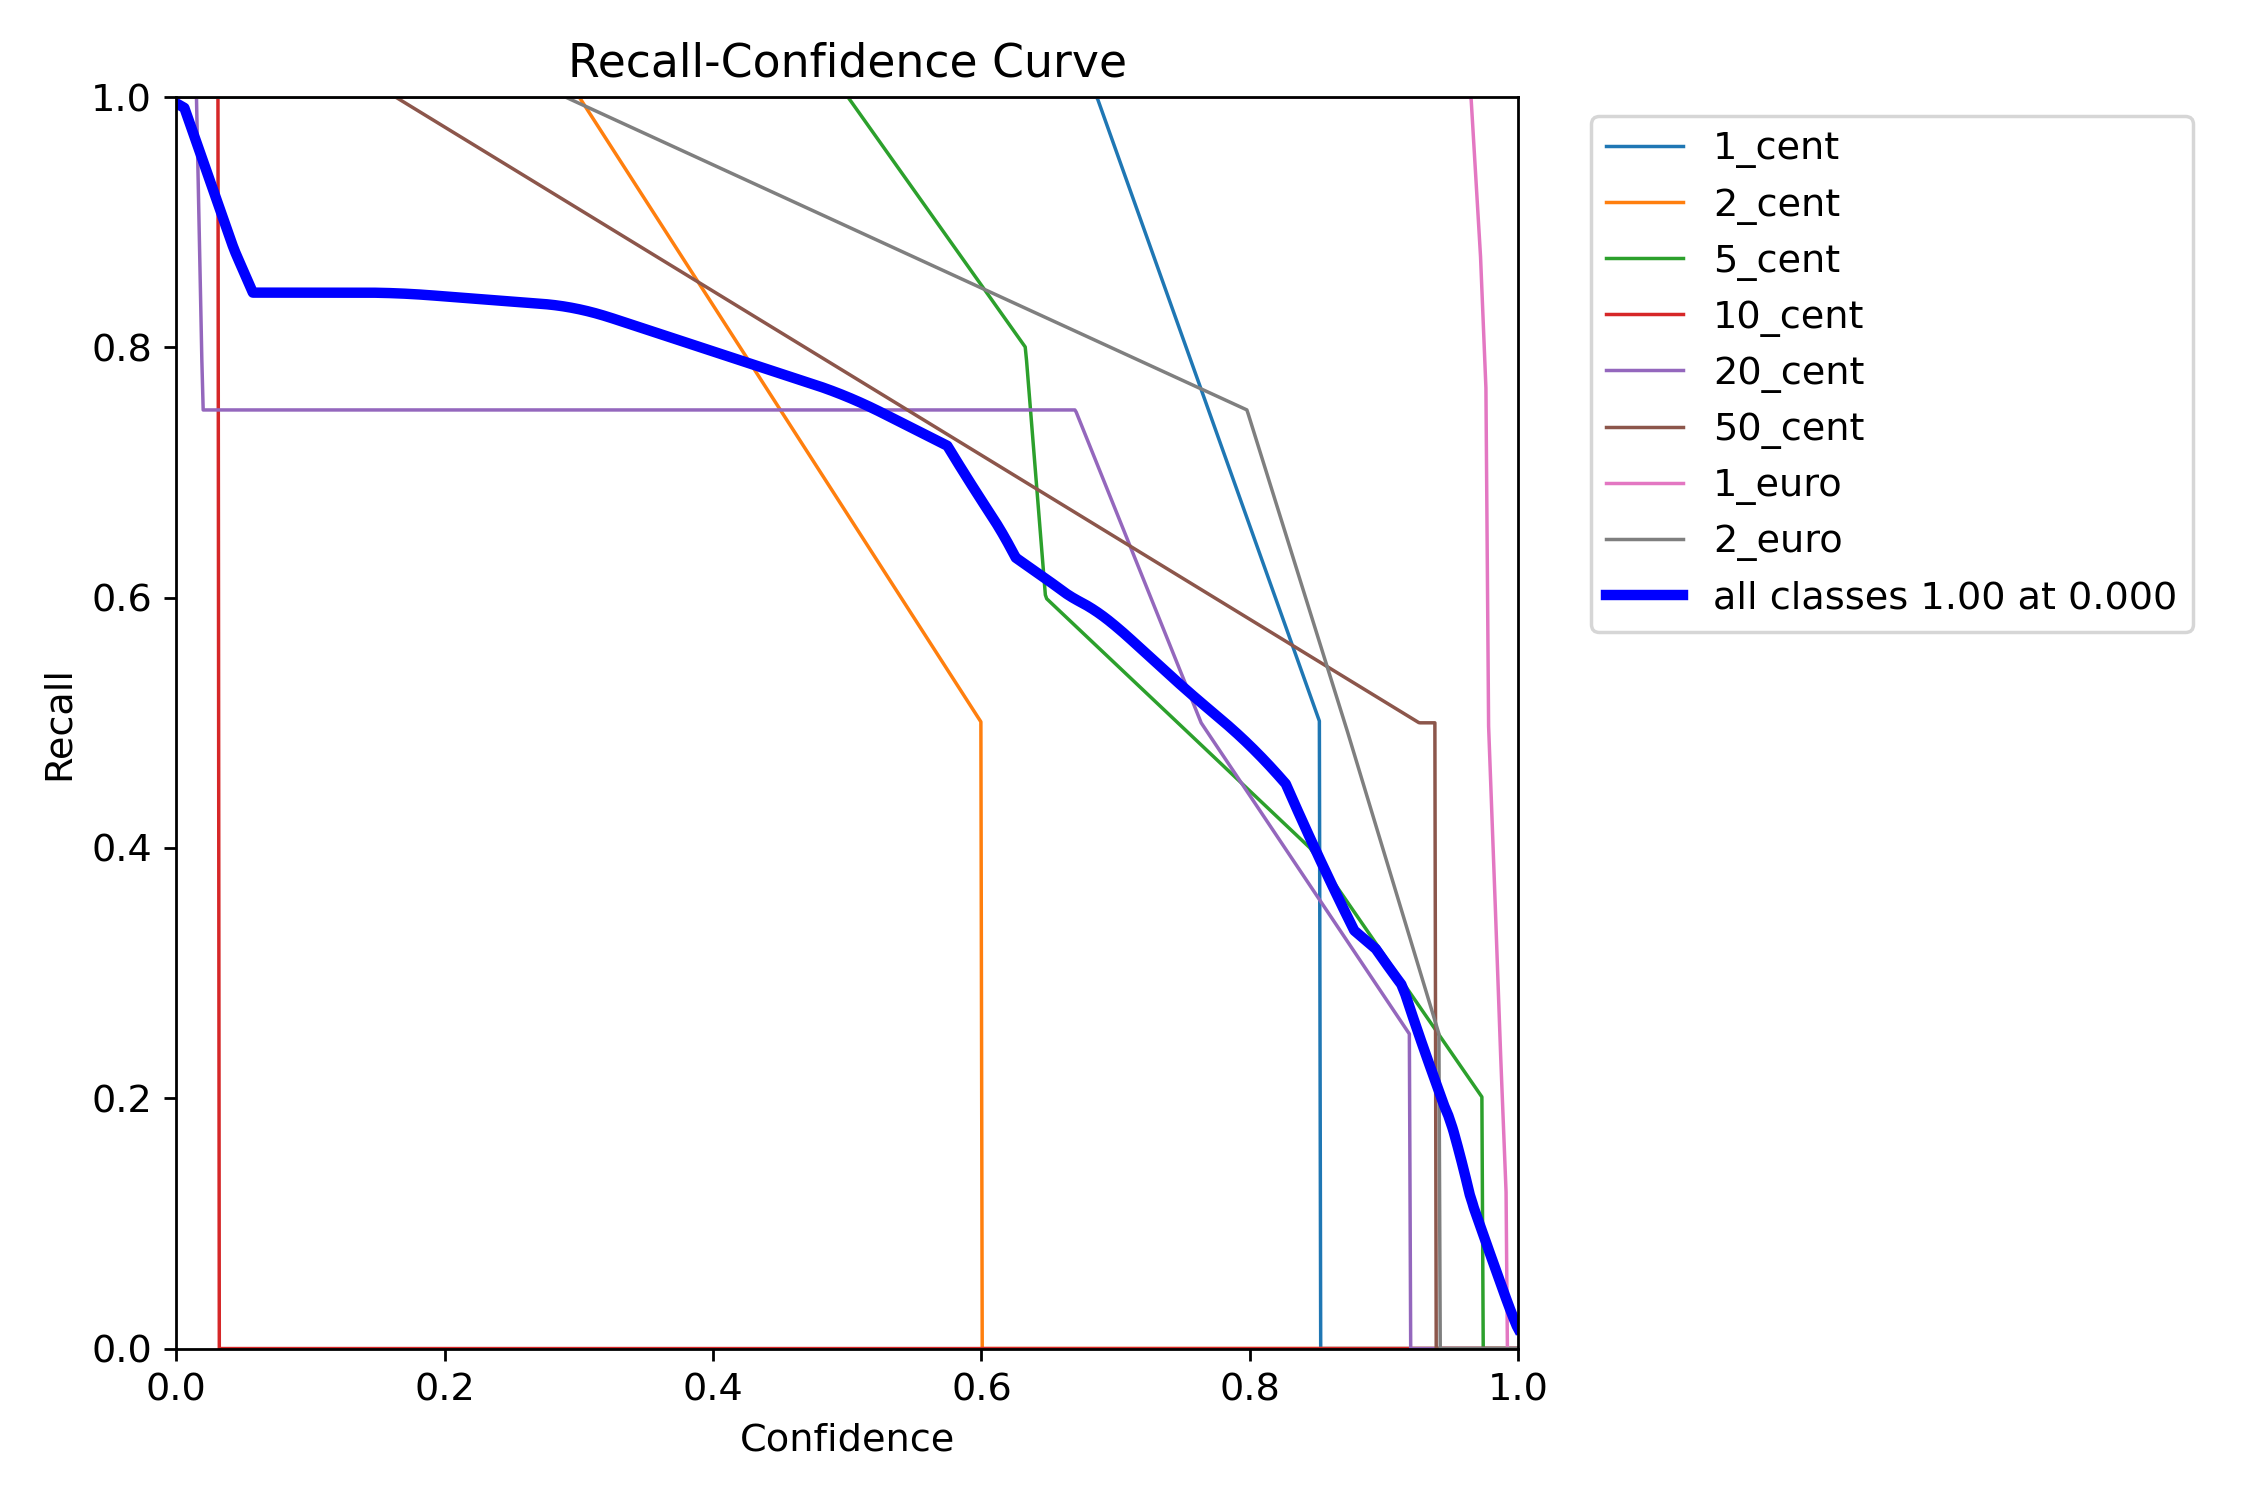 Recall-Confidence Curve
1.0
0.8
0.6
0.4
0.2
0.0
Recall
0.0 0.2 0.4 0.6 0.8 1.0
Confidence
1_cent
2_cent
5_cent
10_cent
20_cent
50_cent
1_euro
2_euro
all classes 1.00 at 0.000